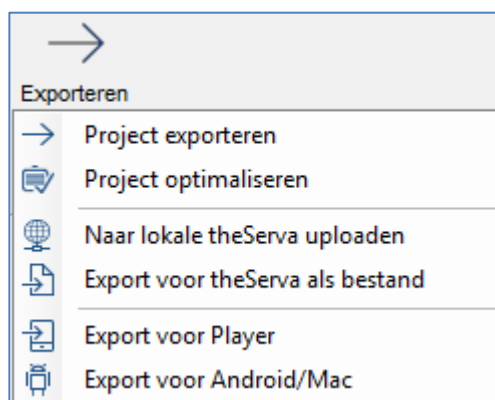 Exporteren
Project exporteren
Project optimaliseren
Naar lokale theServa uploaden
Export voor theServa als bestand
Export voor Player
Export voor Android/Mac